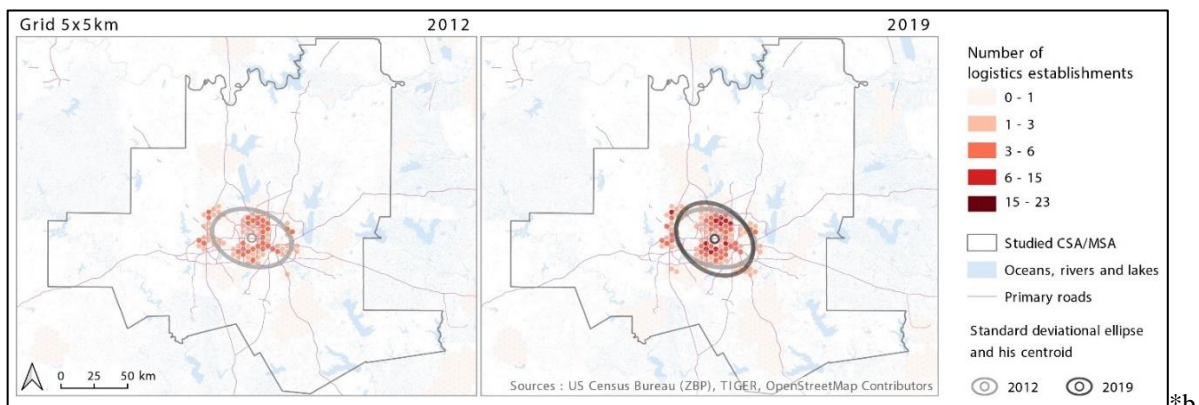 Grid 5x5km
2012
2019
Number of
logistics establishments
0 - 1
1 - 3
3 - 6
6 - 15
15 - 23
Studied CSA/MSA
Oceans, rivers and lakes
Primary roads
Standard deviational ellipse
and his centroid
2012
2019
0 25 50 km
Sources : US Census Bureau (ZBP), TIGER, OpenStreetMap Contributors
*b